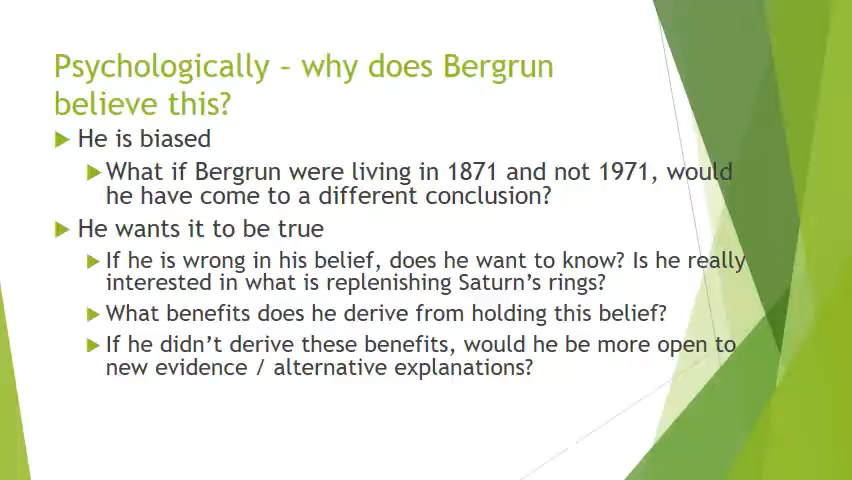 Psychologically – why does Bergrun
believe this?
He is biased
What if Bergrun were living in 1871 and not 1971, would
he have come to a different conclusion?
He wants it to be true
If he is wrong in his belief, does he want to know? Is he really
interested in what is replenishing Saturn’s rings?
What benefits does he derive from holding this belief?
If he didn’t derive these benefits, would he be more open to
new evidence / alternative explanations?